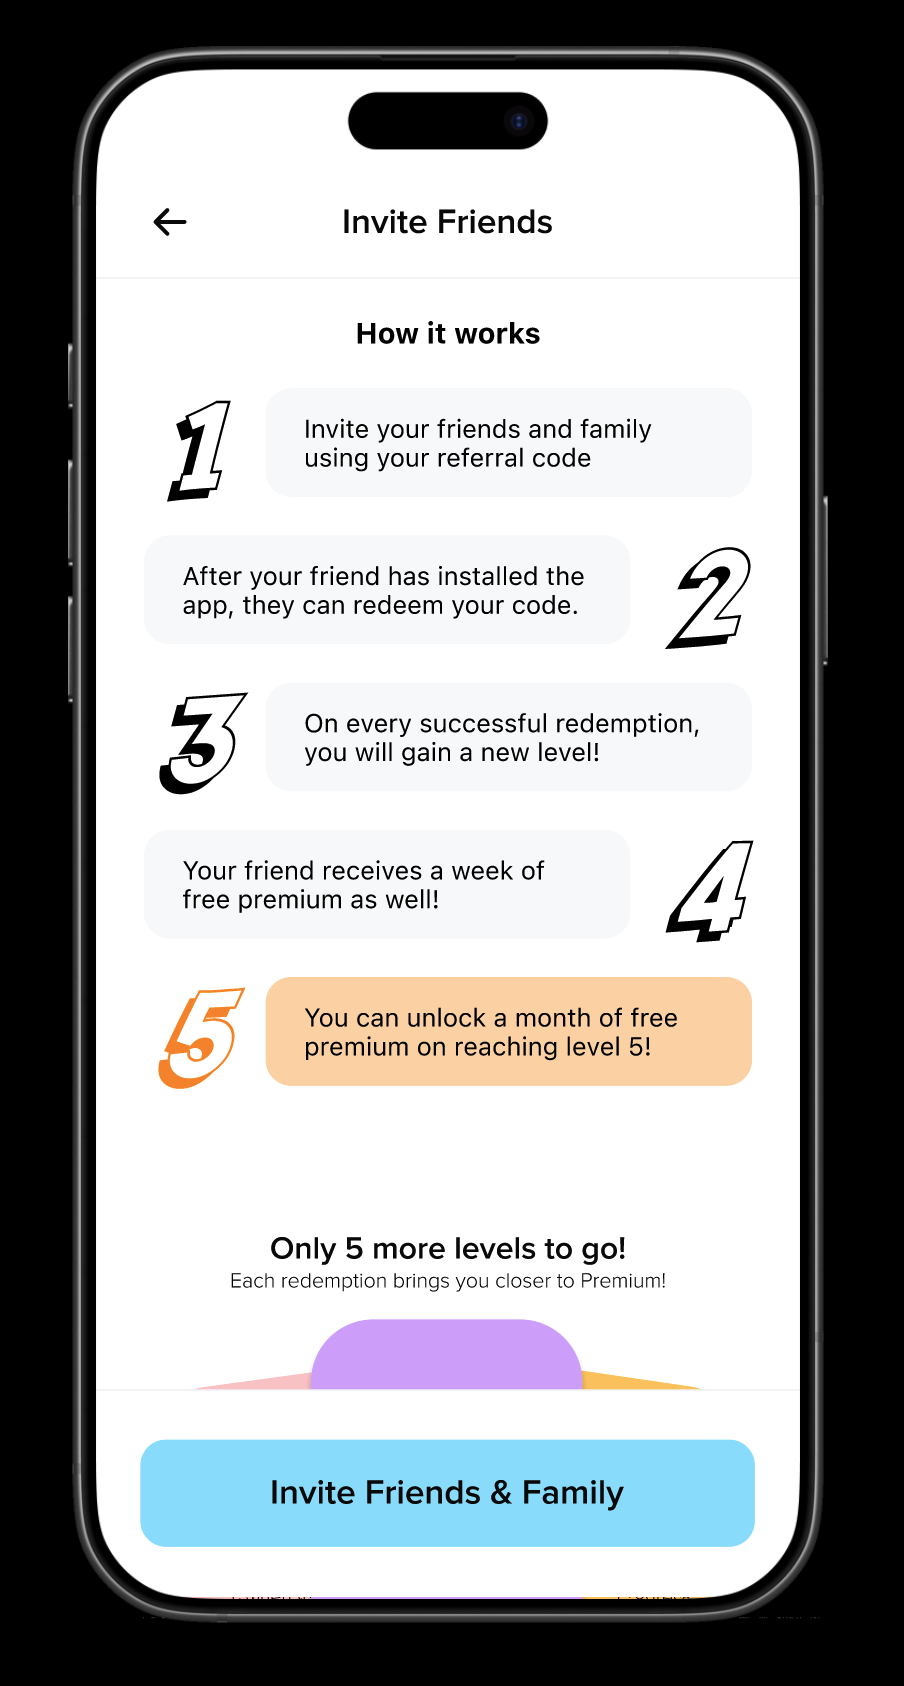 Invite Friends
How it works
1
Invite your friends and family
using your referral code
After your friend has installed the
app, they can redeem your code.
2
3
On every successful redemption,
you will gain a new level!
Your friend receives a week of
free premium as well!
4
5
You can unlock a month of free
premium on reaching level 5!
Only 5 more levels to go!
Each redemption brings you closer to Premium!
Invite Friends & Family